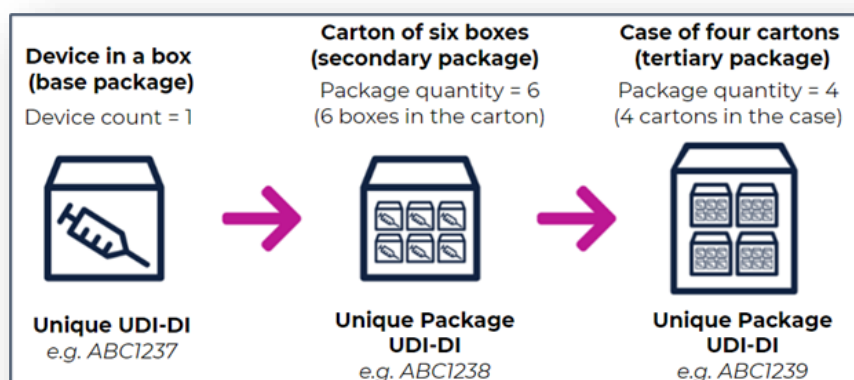 Device in a box
(base package)
Device count = 1
Unique UDI-DI
e.g. ABC1237
Carton of six boxes
(secondary package)
Package quantity = 6
(6 boxes in the carton)
Unique Package
UDI-DI
e.g. ABC1238
Case of four cartons
(tertiary package)
Package quantity = 4
(4 cartons in the case)
Unique Package
UDI-DI
e.g. ABC1239